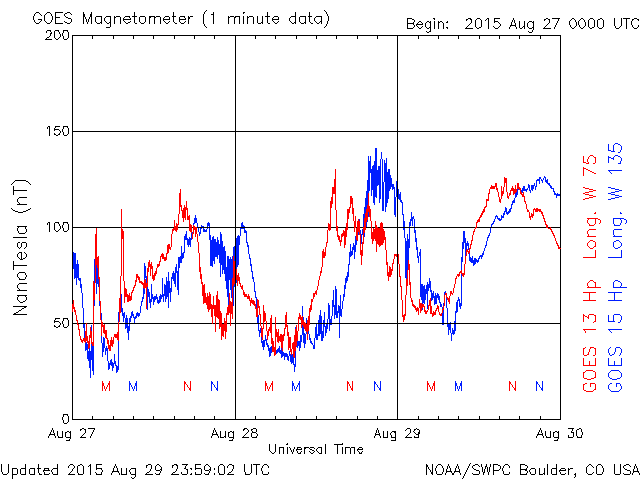 GOES Magnetometer (1 minute data)
Begin: 2015 Aug 27 0000 UTC
200
150
100
50
0
NanoTesla (nT)
M M N N M M N N M M N N
Aug 27 Aug 28 Aug 29 Aug 30
Universal Time
GOES 13 Hp Long. W 75
GOES 15 Hp Long. W 135
Updated 2015 Aug 29 23:59:02 UTC
NOAA/SWPC Boulder, CO USA